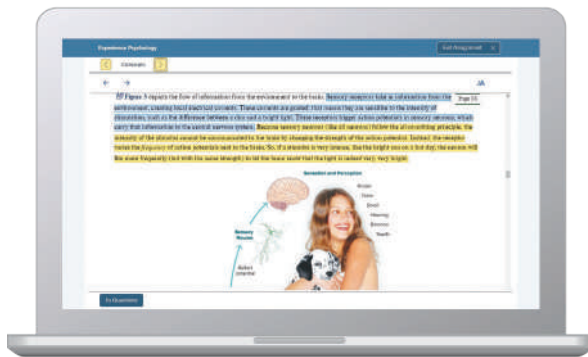 Experience Psychology
Get Assignment ×
< Contents >
← →
Figure 3 depicts the flow of information from the environment to the brain. Sensory receptors take in information from the
environment, creating local electrical currents. These currents are graded; that means they are sensitive to the intensity of
stimulation, such as the difference between a dim and a bright light. These receptors trigger action potentials in sensory neurons, which
carry that information to the central nervous system. Because sensory neurons (like all neurons) follow the all-or-nothing principle, the
intensity of the stimulus cannot be communicated to the brain by changing the strength of the action potential. Instead, the receptor
varies the frequency of action potentials sent to the brain. So, if a stimulus is very intense, like the bright sun on a hot day, the neuron will
fire more frequently (but with the same strength) to let the brain know that the light is indeed very, very bright.
Sensation and Perception
Sight
Smell
Hearing
Touch
Sensory
Neurons
Action
potential
To Questions